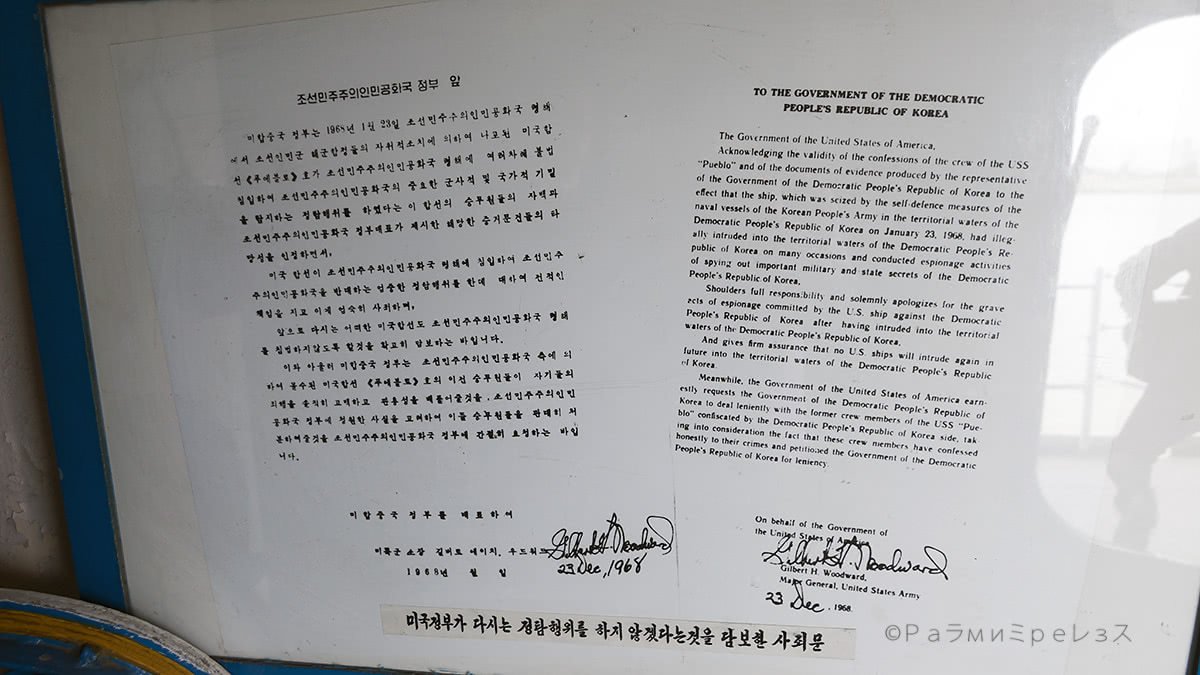 조선민주주의인민공화국 정부 앞
미합중국 정부는 1968년 1월 23일 조선민주주의인민공화국 령해
에서 조선인민군 해군함정들의 자위적조치에 의하여 나포된 미국함
선《푸에블로》호가 조선민주주의인민공화국 령해에 여러차례 불법
침입하여 조선민주주의인민공화국의 중요한 군사적 및 국가적 기밀
을 탐지하는 정탐행위를 하였다는 이 함선의 승무원들의 자백과
조선민주주의인민공화국 정부대표가 제시한 해당한 증거문건들의 타
당성을 인정하면서,
미국 함선이 조선민주주의인민공화국 령해에 침입하여 조선민주
주의인민공화국을 반대하는 엄중한 정탐행위를 한데 대하여 전적인
책임을 지고 이에 엄숙히 사죄하며,
앞으로 다시는 어떠한 미국함선도 조선민주주의인민공화국 령해
를 침범하지않도록 할것을 확고히 담보하는 바입니다.
이와 아울러 미합중국 정부는 조선민주주의인민공화국 측에 의
하여 몰수된 미국함선《푸에블로》호의 이전 승무원들이 자기들의
죄행을 솔직히 고백하고 관용성을 베풀어줄것을 조선민주주의인민
공화국 정부에 청원한 사실을 고려하여 이들 승무원들을 관대히 처
분하여줄것을 조선민주주의인민공화국 정부에 간절히 요청하는 바입
니다.
미합중국 정부를 대표하여
미륙군 소장 길버트 에이치. 우드워드
Gilbert H. Woodward
1968년 월 일
23 Dec, 1968
TO THE GOVERNMENT OF THE DEMOCRATIC
PEOPLE'S REPUBLIC OF KOREA
The Government of the United States of America,
Acknowledging the validity of the confessions of the crew of the USS
"Pueblo" and of the documents of evidence produced by the representative
of the Government of the Democratic People's Republic of Korea to the
effect that the ship, which was seized by the self-defence measures of the
naval vessels of the Korean People's Army in the territorial waters of the
Democratic People's Republic of Korea on January 23, 1968, had illeg-
ally intruded into the territorial waters of the Democratic People's Re-
public of Korea on many occasions and conducted espionage activities
of spying out important military and state secrets of the Democratic
People's Republic of Korea,
Shoulders full responsibility and solemnly apologizes for the grave
acts of espionage committed by the U.S. ship against the Democratic
People's Republic of Korea after having intruded into the territorial
waters of the Democratic People's Republic of Korea,
And gives firm assurance that no U.S. ships will intrude again in
future into the territorial waters of the Democratic People's Republic
of Korea.
Meanwhile, the Government of the United States of America earn-
estly requests the Government of the Democratic People's Republic of
Korea to deal leniently with the former crew members of the USS "Pue-
blo" confiscated by the Democratic People's Republic of Korea side, tak-
ing into consideration the fact that these crew members have confessed
honestly to their crimes and petitioned the Government of the Democratic
People's Republic of Korea for leniency.
On behalf of the Government of
the United States of America
Gilbert H. Woodward
Gilbert H. Woodward,
Major General, United States Army
23 Dec. 1968.
미국정부가 다시는 정탐행위를 하지 않겠다는것을 담보한 사죄문
©Рaラмиミреレзス